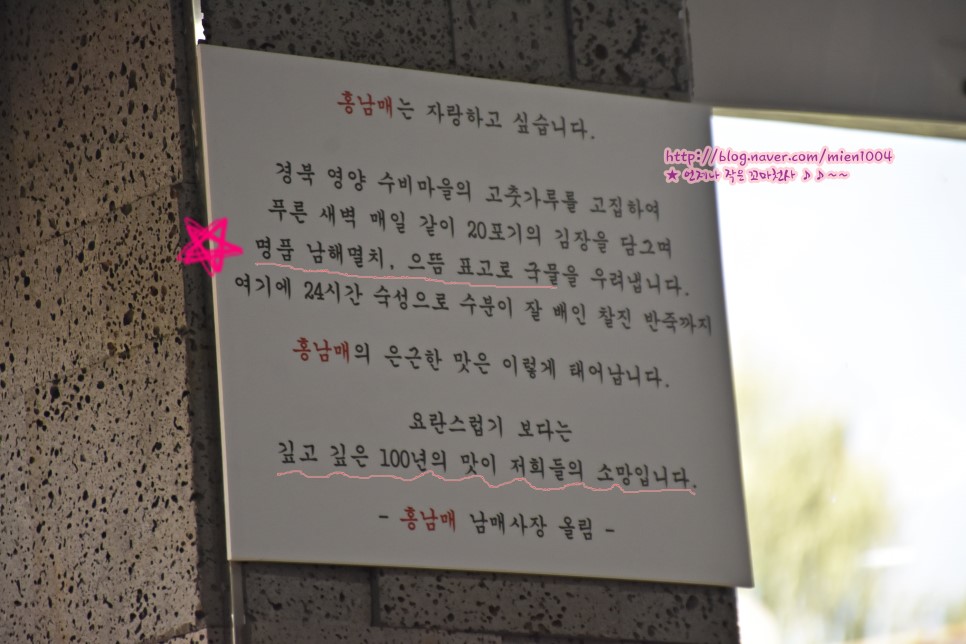 홍남매는 자랑하고 싶습니다.
경북 영양 수비마을의 고춧가루를 고집하여
푸른 새벽 매일 같이 20포기의 김장을 담그며
명품 남해멸치, 으뜸 표고로 국물을 우려냅니다.
여기에 24시간 숙성으로 수분이 잘 배인 찰진 반죽까지
홍남매의 은근한 맛은 이렇게 태어납니다.
요란스럽기 보다는
깊고 깊은 100년의 맛이 저희들의 소망입니다.
- 홍남매 남매사장 올림 -
http://blog.naver.com/mien1004
★ 언제나 작은 꼬마천사 ♪ ♪~~